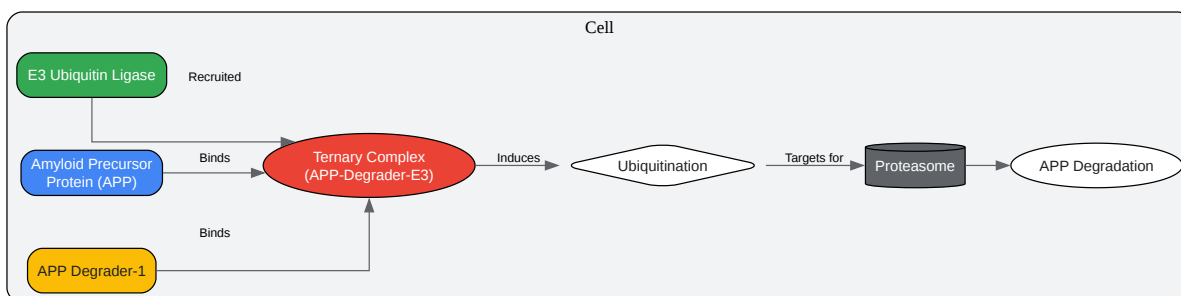 Cell
E3 Ubiquitin Ligase
Recruited
Amyloid Precursor
Protein (APP)
Binds
Ternary Complex
(APP-Degrader-E3)
Induces
Ubiquitination
Targets for
Proteasome
APP Degradation
Binds
APP Degrader-1